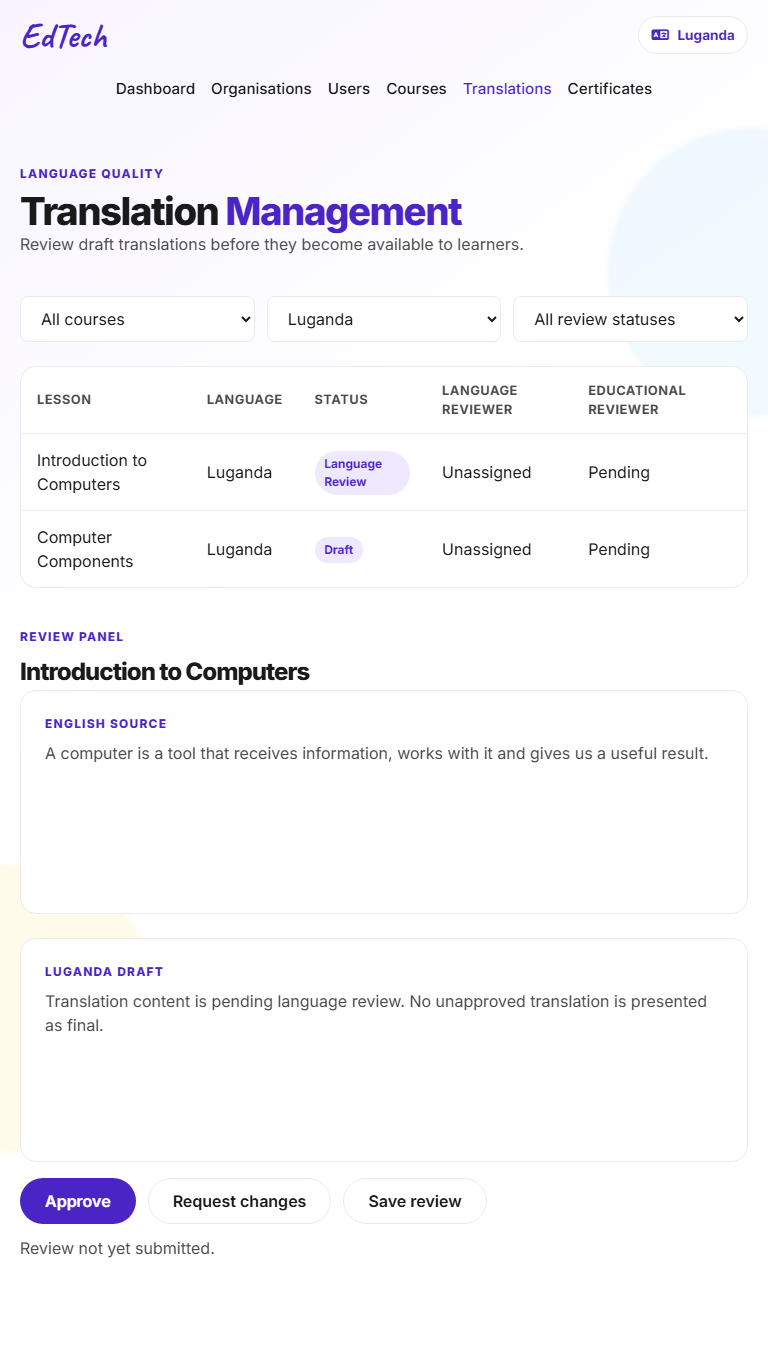 EdTech
Luganda
Dashboard Organisations Users Courses Translations Certificates
LANGUAGE QUALITY
Translation Management
Review draft translations before they become available to learners.
All courses
Luganda
All review statuses
LESSON LANGUAGE STATUS LANGUAGE REVIEWER EDUCATIONAL REVIEWER
Introduction to Computers Luganda Language Review Unassigned Pending
Computer Components Luganda Draft Unassigned Pending
REVIEW PANEL
Introduction to Computers
ENGLISH SOURCE
A computer is a tool that receives information, works with it and gives us a useful result.
LUGANDA DRAFT
Translation content is pending language review. No unapproved translation is presented
as final.
Approve Request changes Save review
Review not yet submitted.